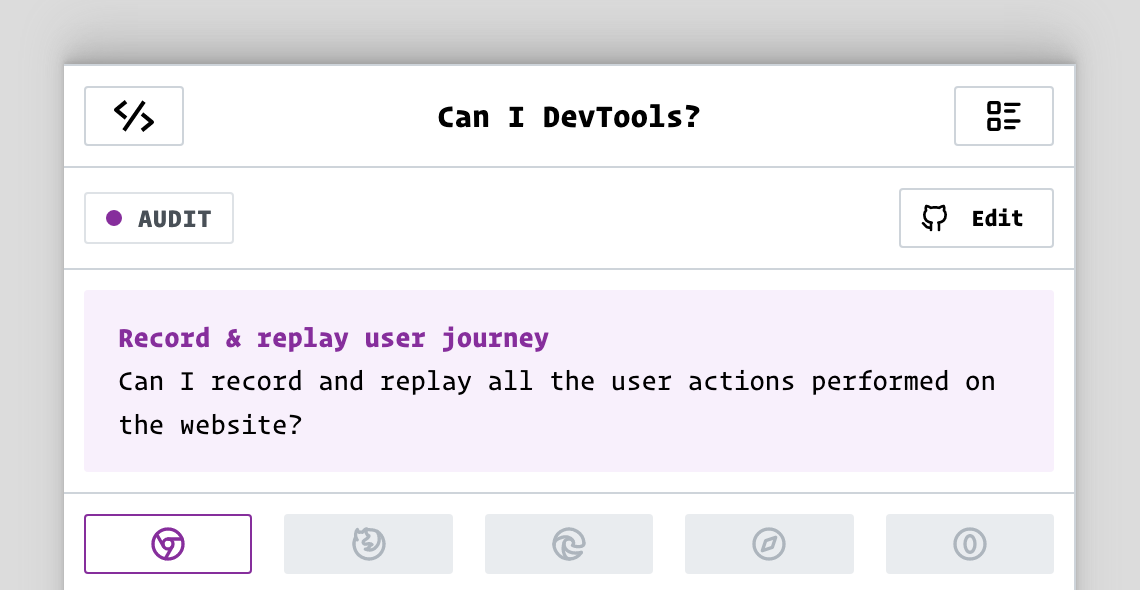 Can I DevTools?
AUDIT
Edit
Record & replay user journey
Can I record and replay all the user actions performed on
the website?